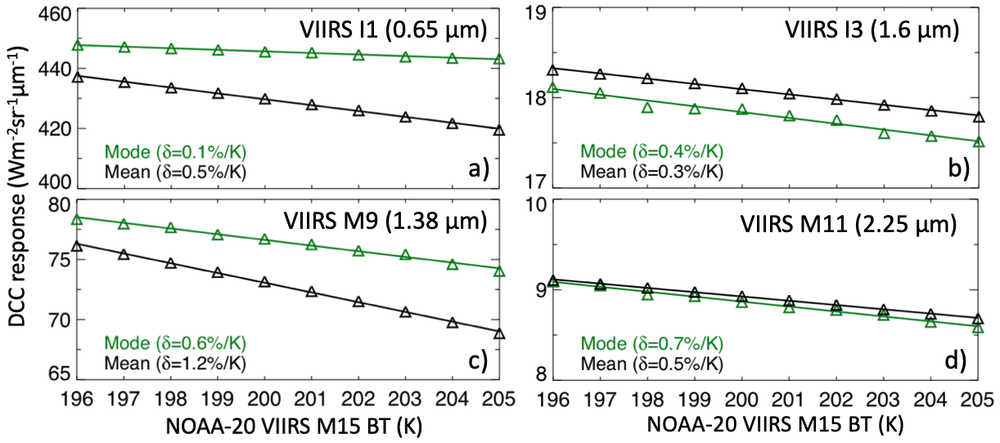 DCC response (Wm⁻²sr⁻¹μm⁻¹)
460
440
420
400
VIIRS I1 (0.65 μm)
Mode (δ=0.1%/K)
Mean (δ=0.5%/K)
a)
19
18
17
VIIRS I3 (1.6 μm)
Mode (δ=0.4%/K)
Mean (δ=0.3%/K)
b)
80
75
70
65
VIIRS M9 (1.38 μm)
Mode (δ=0.6%/K)
Mean (δ=1.2%/K)
c)
196 197 198 199 200 201 202 203 204 205
NOAA-20 VIIRS M15 BT (K)
10
9
8
VIIRS M11 (2.25 μm)
Mode (δ=0.7%/K)
Mean (δ=0.5%/K)
d)
196 197 198 199 200 201 202 203 204 205
NOAA-20 VIIRS M15 BT (K)